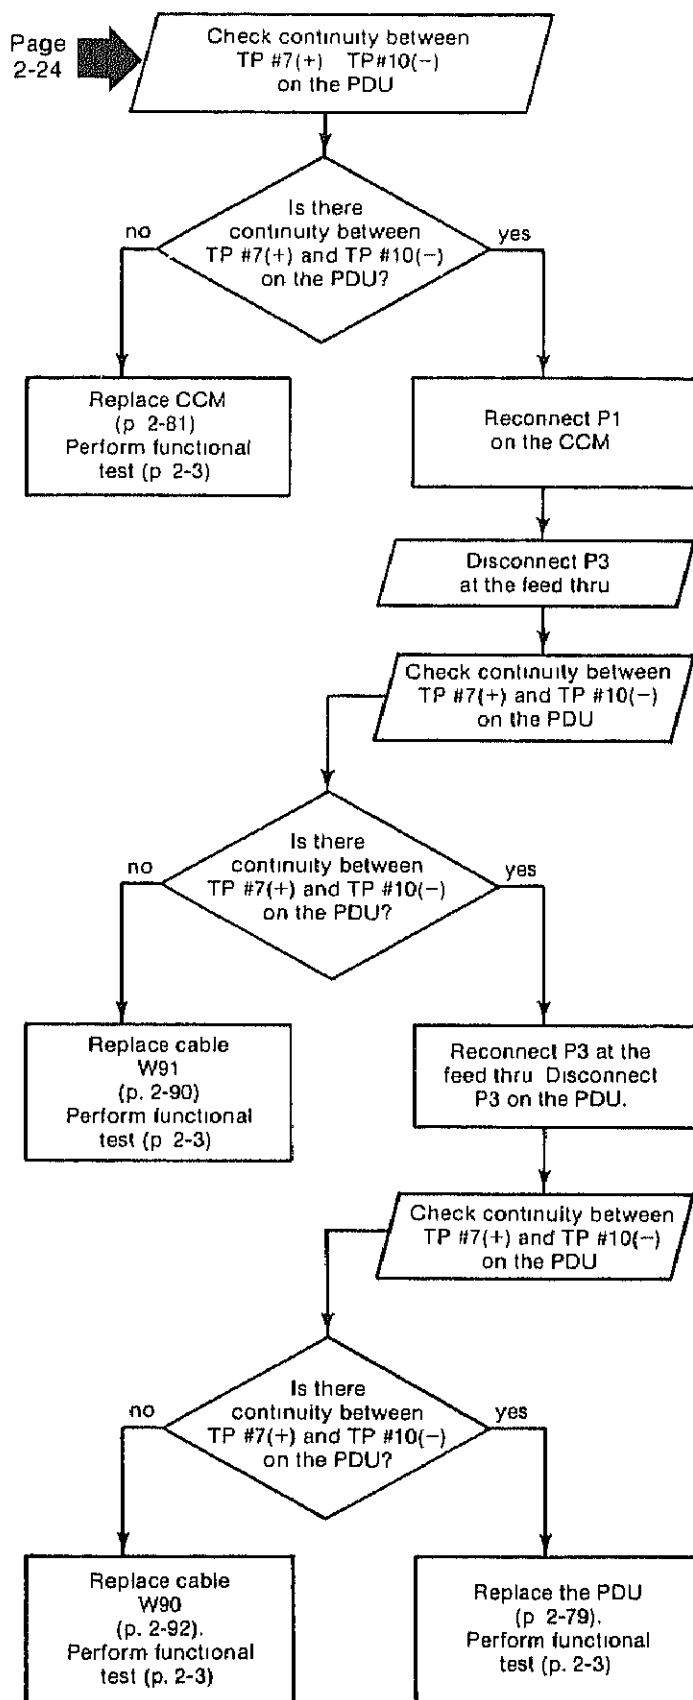 Page
2-24
Check continuity between
TP #7(+) TP#10(−)
on the PDU
Is there
continuity between
TP #7(+) and TP #10(−)
on the PDU?
no
yes
Replace CCM
(p 2-81)
Perform functional
test (p 2-3)
Reconnect P1
on the CCM
Disconnect P3
at the feed thru
Check continuity between
TP #7(+) and TP #10(−)
on the PDU
Is there
continuity between
TP #7(+) and TP #10(−)
on the PDU?
no
yes
Replace cable
W91
(p. 2-90)
Perform functional
test (p 2-3)
Reconnect P3 at the
feed thru Disconnect
P3 on the PDU.
Check continuity between
TP #7(+) and TP #10(−)
on the PDU
Is there
continuity between
TP #7(+) and TP #10(−)
on the PDU?
no
yes
Replace cable
W90
(p. 2-92).
Perform functional
test (p. 2-3)
Replace the PDU
(p 2-79).
Perform functional
test (p. 2-3)